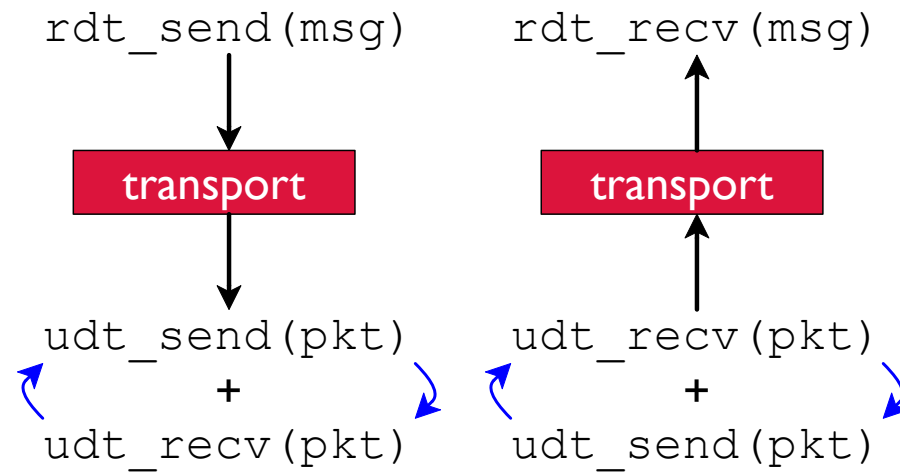 rdt_send(msg)
transport
udt_send(pkt)
+
udt_recv(pkt)
rdt_recv(msg)
transport
udt_recv(pkt)
+
udt_send(pkt)